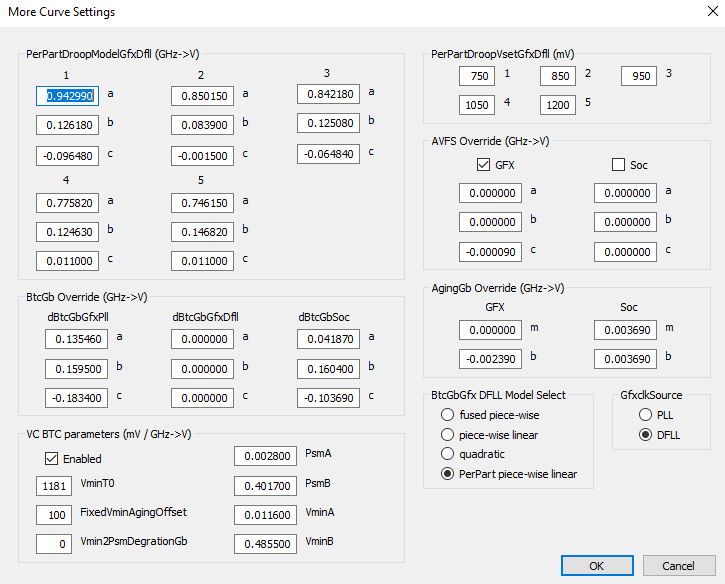 More Curve Settings
PerPartDroopModelGfxDfll (GHz->V)
1 2 3
0.942990 a 0.850150 a 0.842180 a
0.126180 b 0.083900 b 0.125080 b
-0.096480 c -0.001500 c -0.064840 c
4 5
0.775820 a 0.746150 a
0.124630 b 0.146820 b
0.011000 c 0.011000 c
BtcGb Override (GHz->V)
dBtcGbGfxPll dBtcGbGfxDfll dBtcGbSoc
0.135460 a 0.000000 a 0.041870 a
0.159500 b 0.000000 b 0.160400 b
-0.183400 c 0.000000 c -0.103690 c
VC BTC parameters (mV / GHz->V)
Enabled 0.002800 PsmA
1181 VminT0 0.401700 PsmB
100 FixedVminAgingOffset 0.011600 VminA
0 Vmin2PsmDegrationGb 0.485500 VminB
PerPartDroopVsetGfxDfll (mV)
750 1 850 2 950 3
1050 4 1200 5
AVFS Override (GHz->V)
GFX Soc
0.000000 a 0.000000 a
0.000000 b 0.000000 b
-0.000090 c 0.000000 c
AgingGb Override (GHz->V)
GFX Soc
0.000000 m 0.003690 m
-0.002390 b 0.003690 b
BtcGbGfx DFLL Model Select
fused piece-wise
piece-wise linear
quadratic
PerPart piece-wise linear
GfxclkSource
PLL
DFLL
OK Cancel